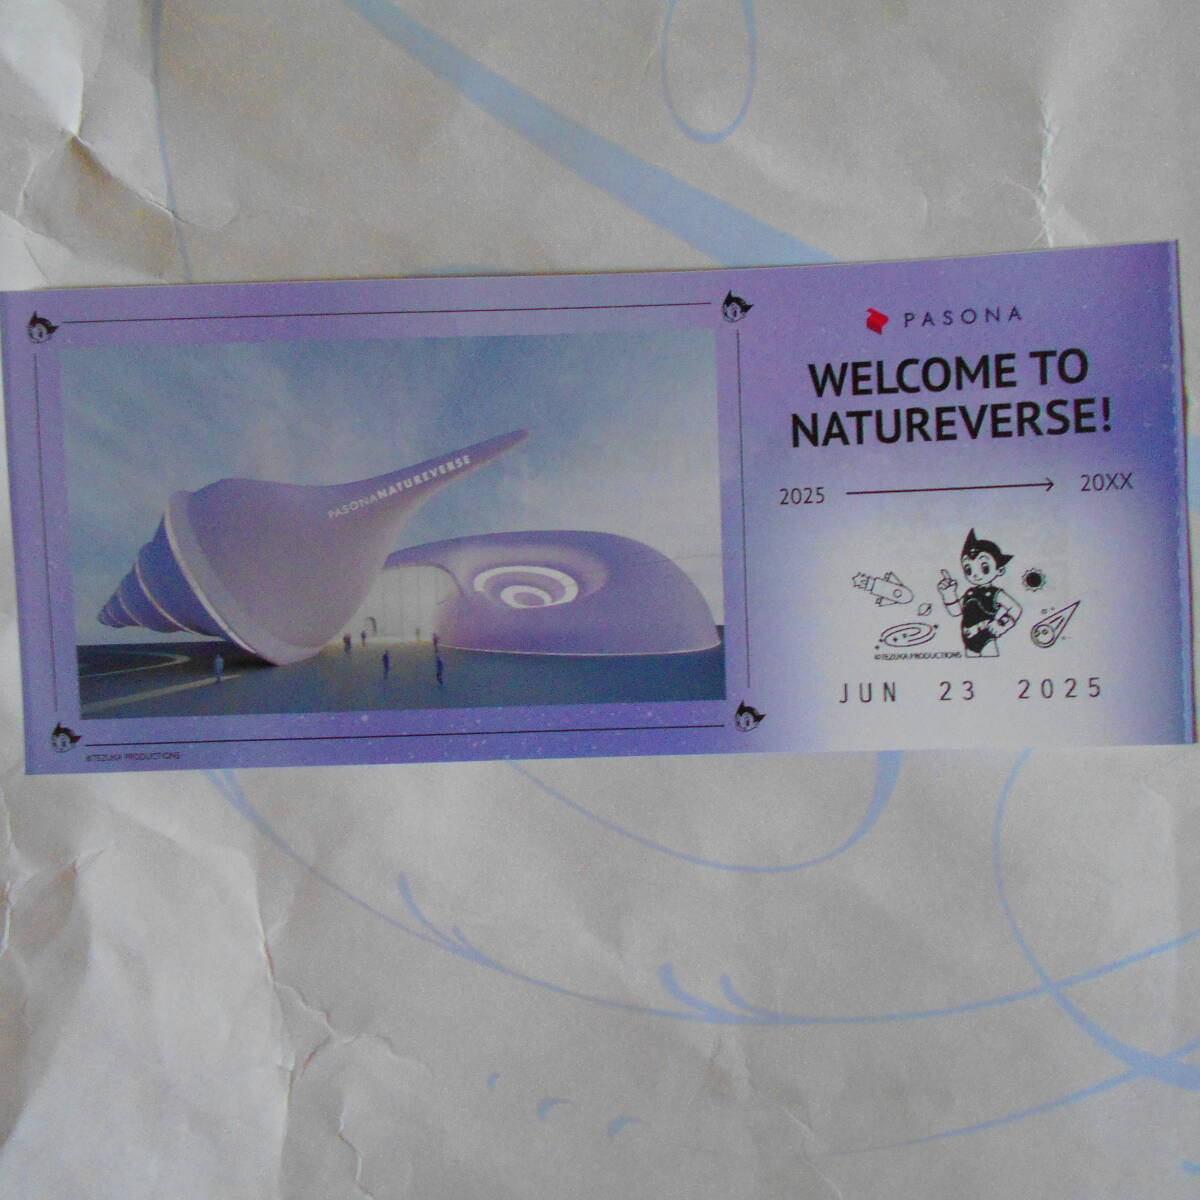 PASONA
WELCOME TO
NATUREVERSE!
2025 20XX
©TEZUKA PRODUCTIONS
JUN 23 2025
PASONANATUREVERSE
©TEZUKA PRODUCTIONS